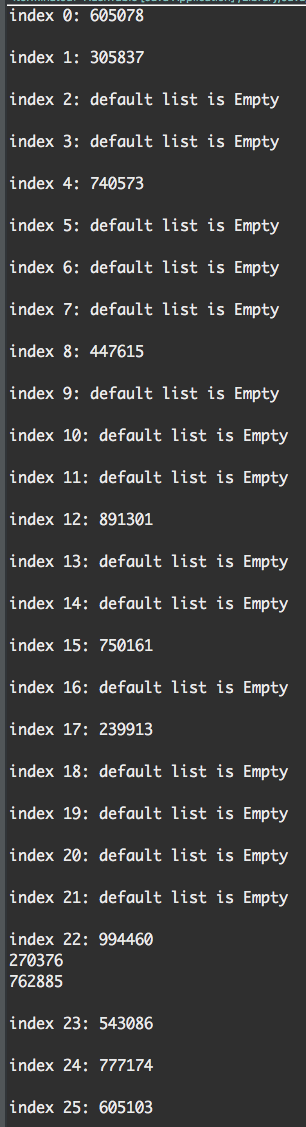 index 0: 605078
index 1: 305837
index 2: default list is Empty
index 3: default list is Empty
index 4: 740573
index 5: default list is Empty
index 6: default list is Empty
index 7: default list is Empty
index 8: 447615
index 9: default list is Empty
index 10: default list is Empty
index 11: default list is Empty
index 12: 891301
index 13: default list is Empty
index 14: default list is Empty
index 15: 750161
index 16: default list is Empty
index 17: 239913
index 18: default list is Empty
index 19: default list is Empty
index 20: default list is Empty
index 21: default list is Empty
index 22: 994460
270376
762885
index 23: 543086
index 24: 777174
index 25: 605103